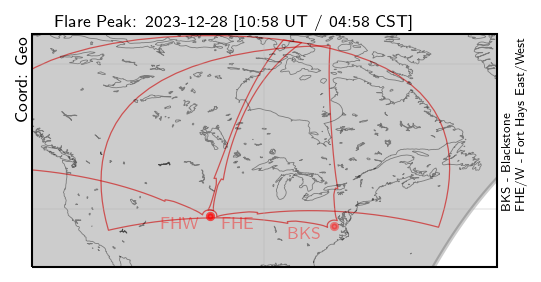 Flare Peak: 2023-12-28 [10:58 UT / 04:58 CST]
Coord: Geo
FHW
FHE
BKS
BKS - Blackstone
FHE/W - Fort Hays East/West